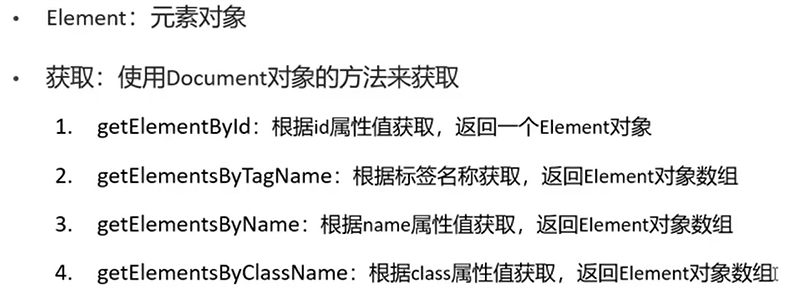 • Element：元素对象
• 获取：使用Document对象的方法来获取
1. getElementById：根据id属性值获取，返回一个Element对象
2. getElementsByTagName：根据标签名称获取，返回Element对象数组
3. getElementsByName：根据name属性值获取，返回Element对象数组
4. getElementsByClassName：根据class属性值获取，返回Element对象数组